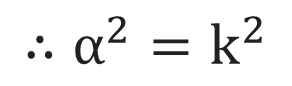 ∴ α² = k²